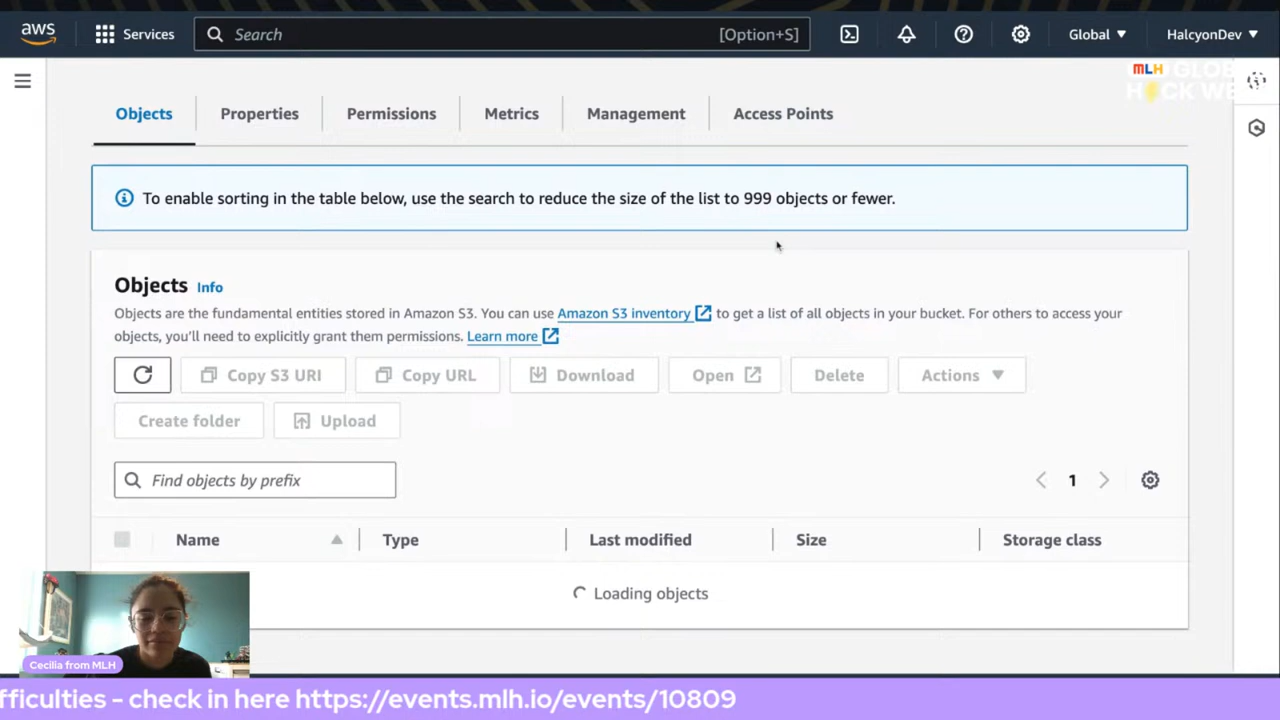 aws
Services
Search
[Option+S]
Global
HalcyonDev
MLH GLOBAL
HACK WEEK
Objects
Properties
Permissions
Metrics
Management
Access Points
To enable sorting in the table below, use the search to reduce the size of the list to 999 objects or fewer.
Objects Info
Objects are the fundamental entities stored in Amazon S3. You can use Amazon S3 inventory to get a list of all objects in your bucket. For others to access your
objects, you'll need to explicitly grant them permissions. Learn more
Copy S3 URI
Copy URL
Download
Open
Delete
Actions
Create folder
Upload
Find objects by prefix
1
Name
Type
Last modified
Size
Storage class
Loading objects
Cecilia from MLH
fficulties - check in here https://events.mlh.io/events/10809